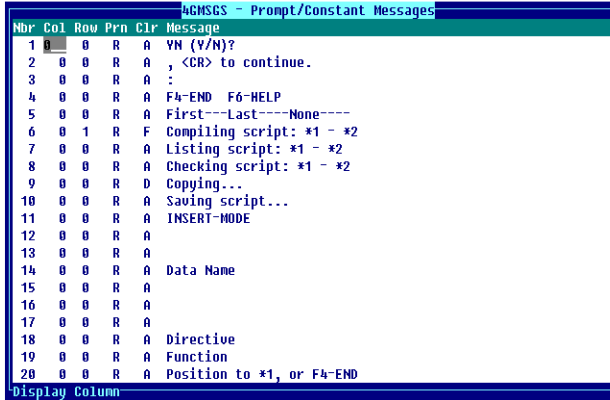 4GMSGS - Prompt/Constant Messages
Nbr Col Row Prn Clr Message
1 0 0 R A YN (Y/N)?
2 0 0 R A , <CR> to continue.
3 0 0 R A :
4 0 0 R A F4-END F6-HELP
5 0 0 R A First---Last----None----
6 0 1 R F Compiling script: *1 - *2
7 0 0 R A Listing script: *1 - *2
8 0 0 R A Checking script: *1 - *2
9 0 0 R D Copying...
10 0 0 R A Saving script...
11 0 0 R A INSERT-MODE
12 0 0 R A
13 0 0 R A
14 0 0 R A Data Name
15 0 0 R A
16 0 0 R A
17 0 0 R A
18 0 0 R A Directive
19 0 0 R A Function
20 0 0 R A Position to *1, or F4-END
Display Column